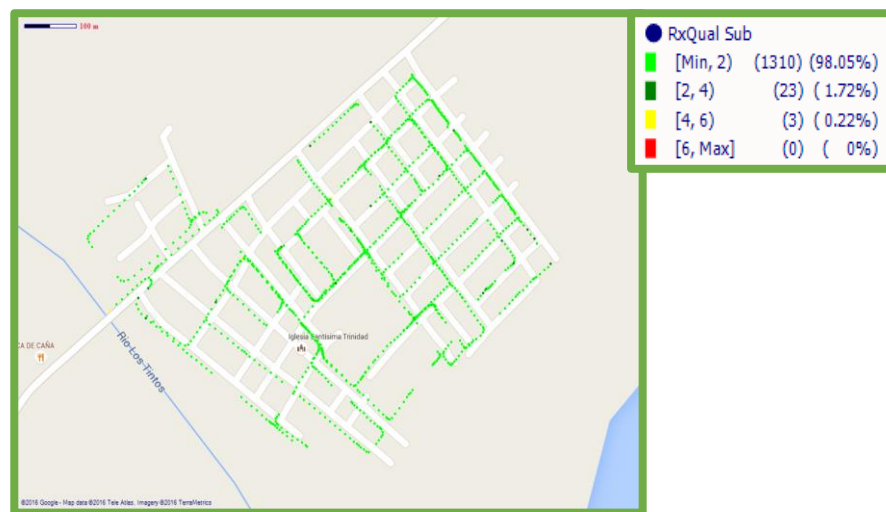 100 m
RxQual Sub
[Min, 2) (1310) (98.05%)
[2, 4) (23) ( 1.72%)
[4, 6) (3) ( 0.22%)
[6, Max] (0) ( 0%)
Iglesia Santísima Trinidad
CA DE CAÑA
Rio Los Tintos
©2016 Google - Map data ©2016 Tele Atlas, Imagery ©2016 TerraMetrics